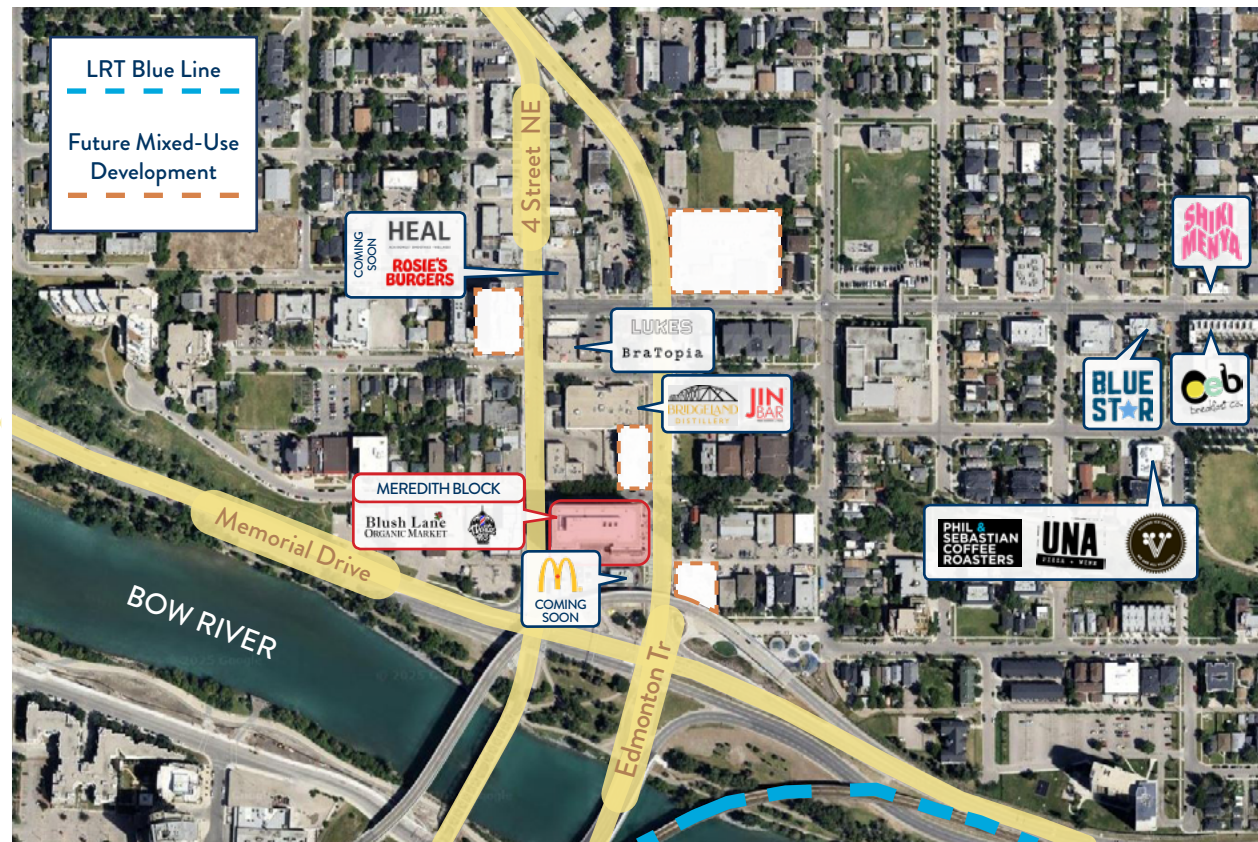 LRT Blue Line
Future Mixed-Use
Development
4 Street NE
COMING
SOON
HEAL
ROSIE'S
BURGERS
SHIKI
MENYA
LUKES
BraTopia
BRIDGELAND
DISTILLERY
JIN
BAR
BLUE
STAR
ceb
breakfast co.
MEREDITH BLOCK
Blush Lane
ORGANIC MARKET
PHIL &
SEBASTIAN
COFFEE
ROASTERS
UNA
PIZZA + WINE
V
Memorial Drive
M
COMING
SOON
BOW RIVER
Edmonton Tr